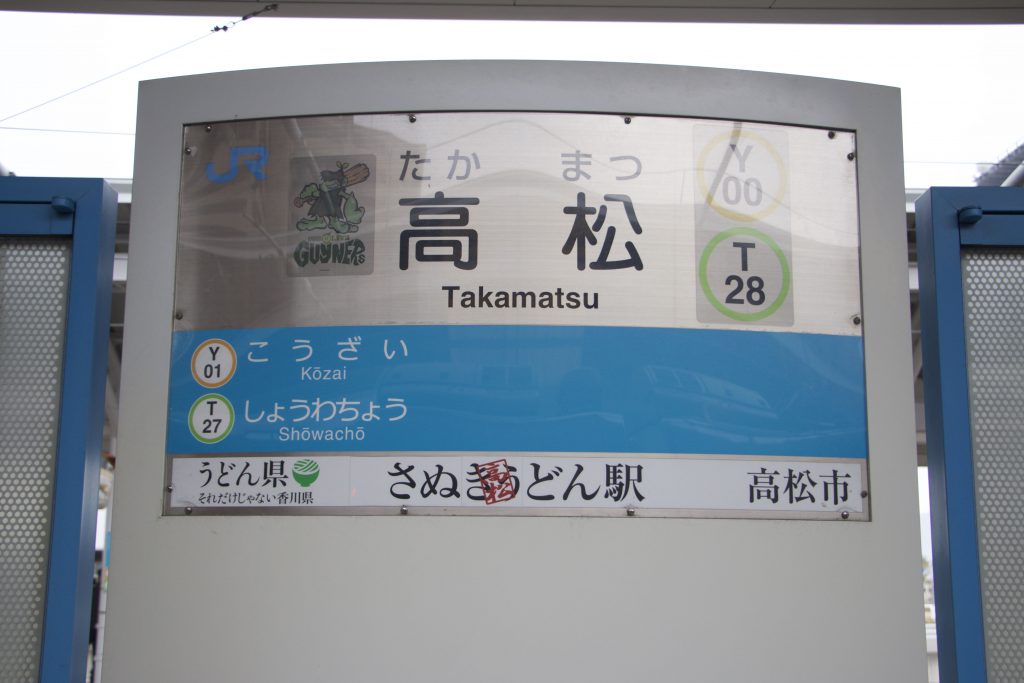 JR
たか まつ
高松
Takamatsu
GUYNERS
Y
00
T
28
Y
01
こうざい
Kōzai
T
27
しょうわちょう
Shōwachō
うどん県
それだけじゃない香川県
さぬきうどん駅
高松
高松市